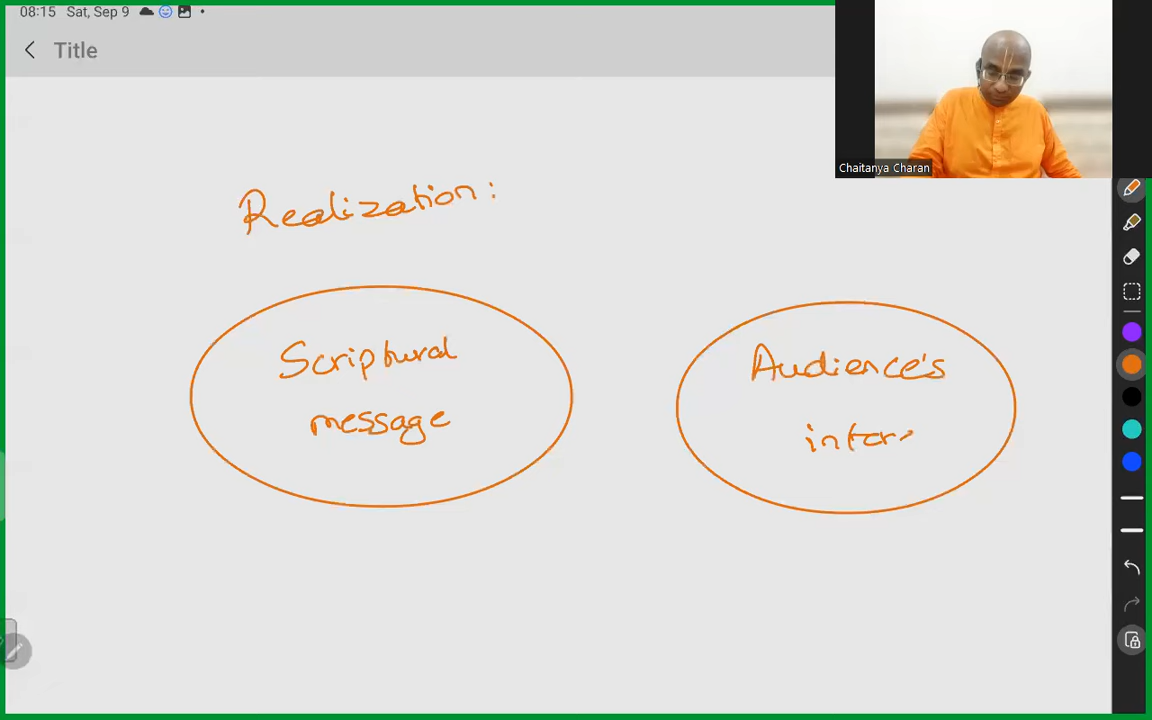 08:15 Sat, Sep 9
Title
Chaitanya Charan
Realization:
Scriptural
message
Audience's
inter